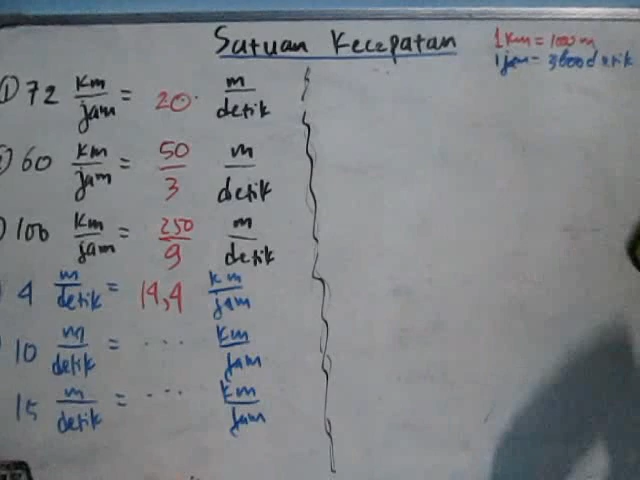 Satuan Kecepatan
1 km = 1000 m
1 jam = 3600 detik
1) 72 km/jam = 20 m/detik
60 km/jam = 50/3 m/detik
) 100 km/jam = 250/9 m/detik
4 m/detik = 14,4 km/jam
10 m/detik = ... km/jam
15 m/detik = ... km/jam